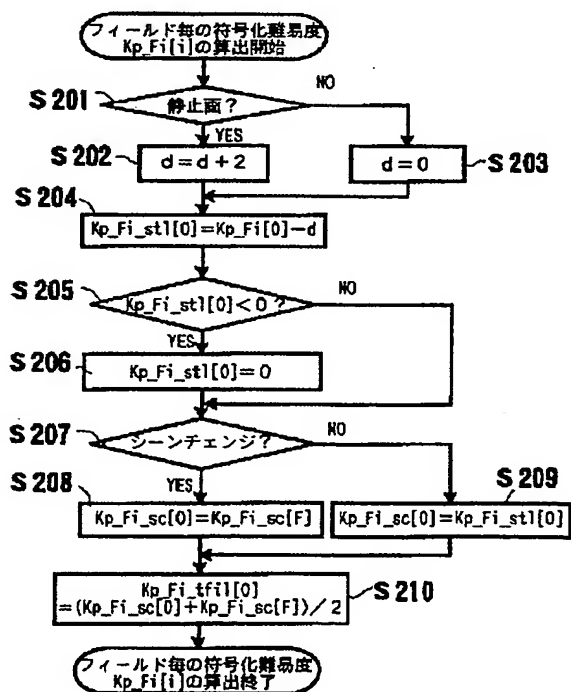 フィールド毎の符号化難易度
Kp_Fi[i]の算出開始
S201
静止画?
NO
YES
S202
d=d+2
d=0
S203
S204
Kp_Fi_stl[0]=Kp_Fi[0]-d
S205
Kp_Fi_stl[0]<0?
NO
YES
S206
Kp_Fi_stl[0]=0
S207
シーンチェンジ?
NO
YES
S208
S209
Kp_Fi_sc[0]=Kp_Fi_sc[F]
Kp_Fi_sc[0]=Kp_Fi_stl[0]
Kp_Fi_tfil[0]
=(Kp_Fi_sc[0]+Kp_Fi_sc[F])/2
S210
フィールド毎の符号化難易度
Kp_Fi[i]の算出終了